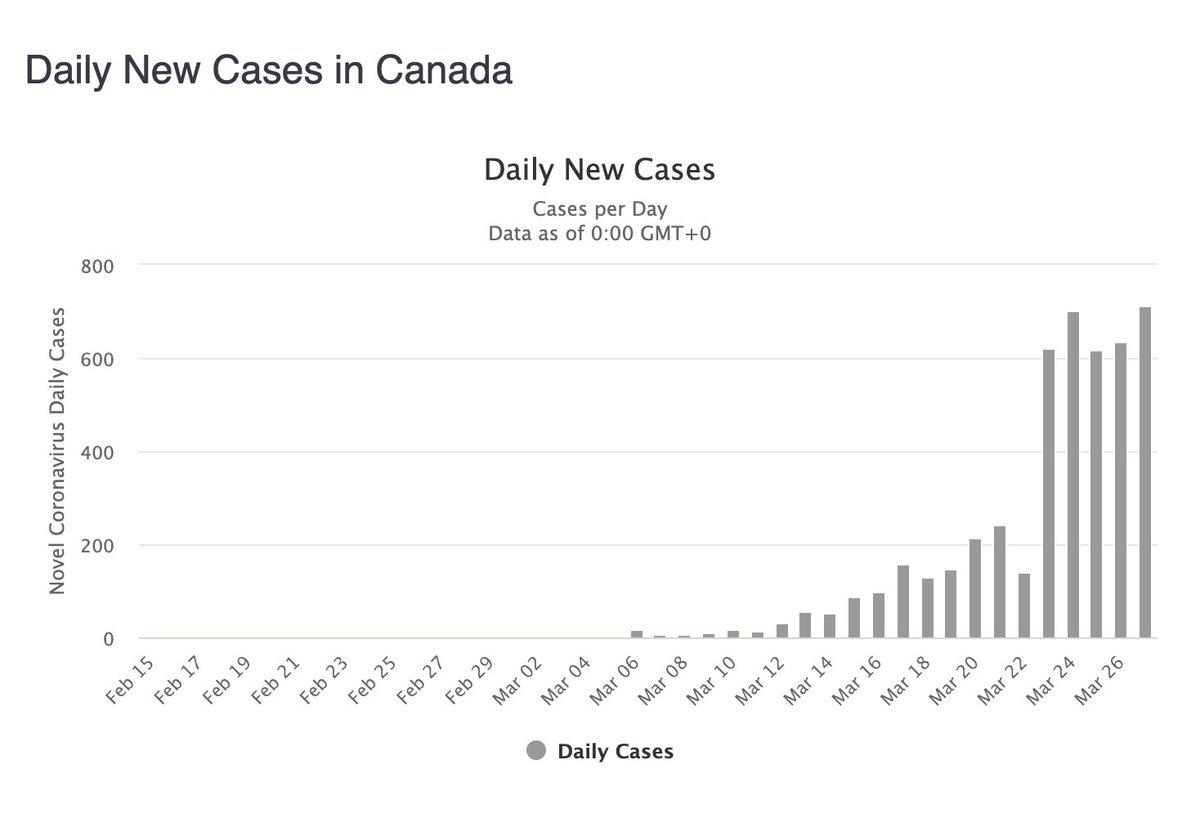 Daily New Cases in Canada
Daily New Cases
Cases per Day
Data as of 0:00 GMT+0
Novel Coronavirus Daily Cases
800
600
400
200
0
Feb 15
Feb 17
Feb 19
Feb 21
Feb 23
Feb 25
Feb 27
Feb 29
Mar 02
Mar 04
Mar 06
Mar 08
Mar 10
Mar 12
Mar 14
Mar 16
Mar 18
Mar 20
Mar 22
Mar 24
Mar 26
Daily Cases